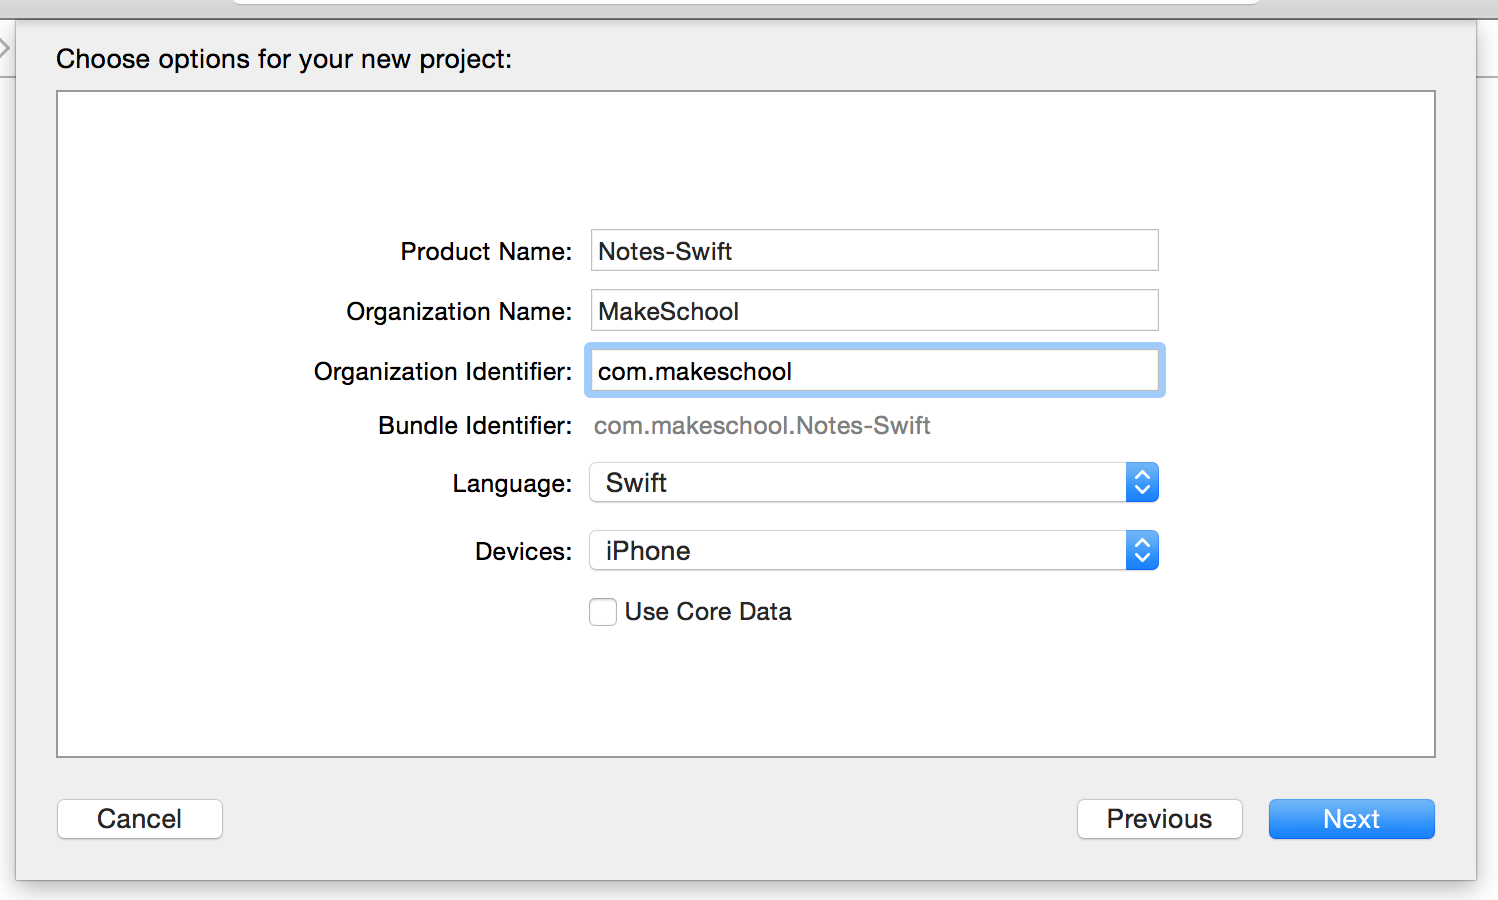 Choose options for your new project:
Product Name: Notes-Swift
Organization Name: MakeSchool
Organization Identifier: com.makeschool
Bundle Identifier: com.makeschool.Notes-Swift
Language: Swift
Devices: iPhone
Use Core Data
Cancel Previous Next